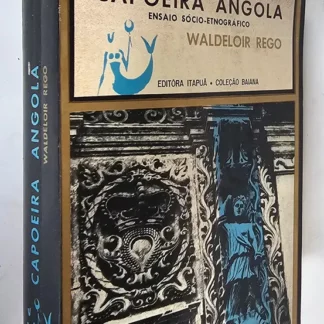 CAPOEIRA ANGOLA
ENSAIO SÓCIO-ETNOGRÁFICO
WALDELOIR REGO
EDITÔRA ITAPUÃ • COLEÇÃO BAIANA
CAPOEIRA ANGOLA
WALDELOIR REGO